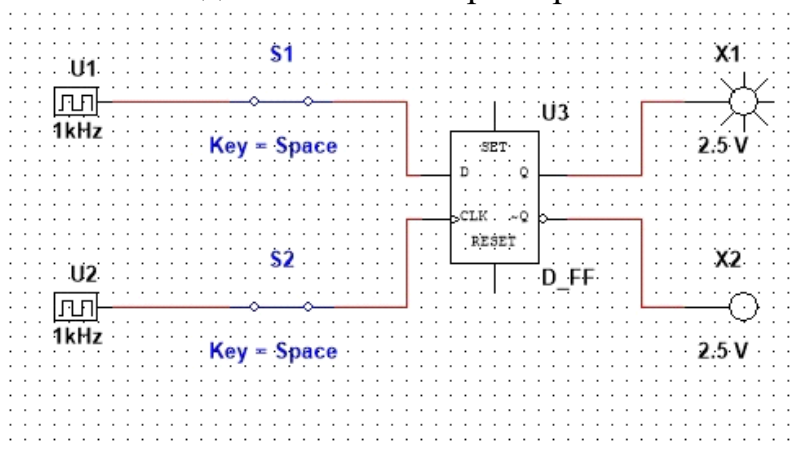 U1
1kHz
S1
Key = Space
U2
1kHz
S2
Key = Space
U3
SET
D Q
CLK ~Q
RESET
D_FF
X1
2.5 V
X2
2.5 V